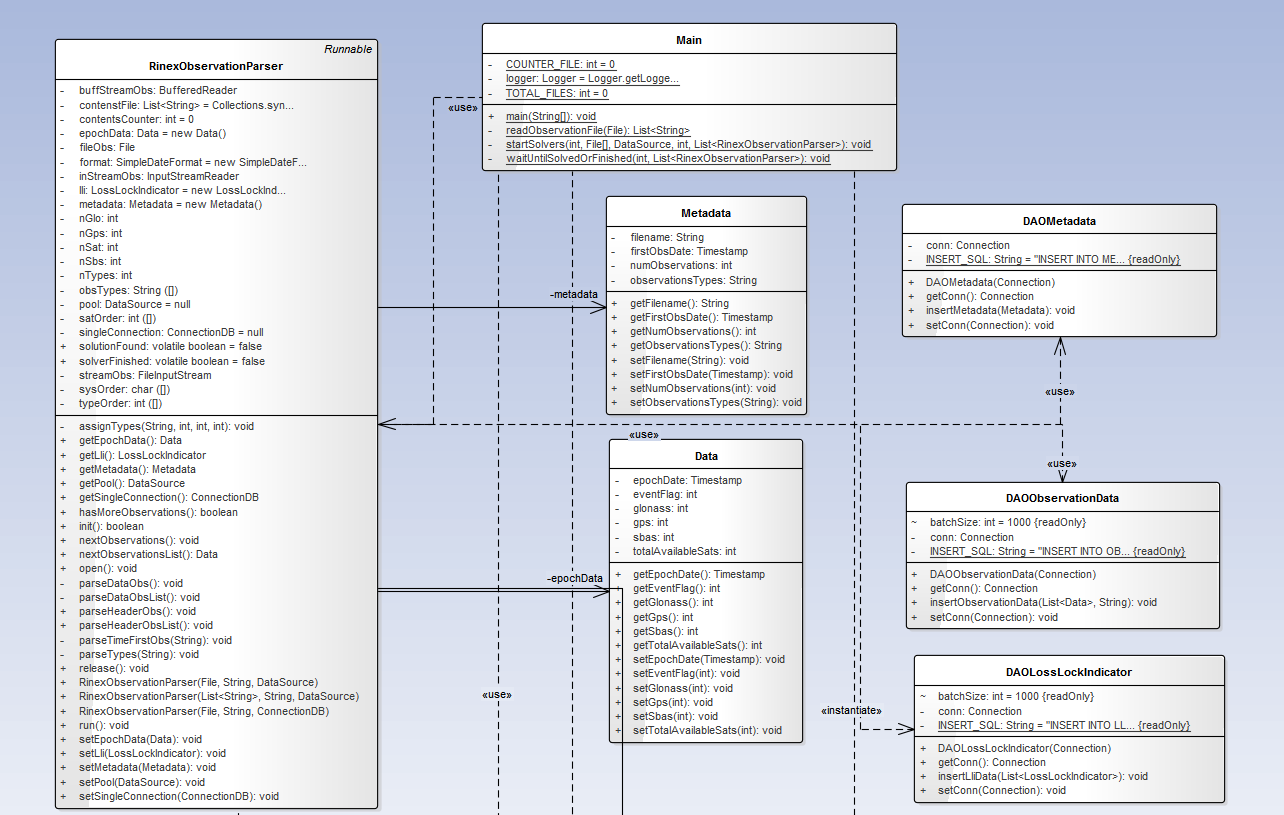 Runnable
RinexObservationParser
- buffStreamObs: BufferedReader
- contenstFile: List<String> = Collections.syn...
- contentsCounter: int = 0
- epochData: Data = new Data()
- fileObs: File
- format: SimpleDateFormat = new SimpleDateF...
- inStreamObs: InputStreamReader
- lli: LossLockIndicator = new LossLockInd...
- metadata: Metadata = new Metadata()
- nGlo: int
- nGps: int
- nSat: int
- nSbs: int
- nTypes: int
- obsTypes: String ([])
- pool: DataSource = null
- satOrder: int ([])
- singleConnection: ConnectionDB = null
+ solutionFound: volatile boolean = false
+ solverFinished: volatile boolean = false
- streamObs: FileInputStream
- sysOrder: char ([])
- typeOrder: int ([])
- assignTypes(String, int, int, int): void
+ getEpochData(): Data
+ getLli(): LossLockIndicator
+ getMetadata(): Metadata
+ getPool(): DataSource
+ getSingleConnection(): ConnectionDB
+ hasMoreObservations(): boolean
+ init(): boolean
+ nextObservations(): void
+ nextObservationsList(): Data
+ open(): void
- parseDataObs(): void
- parseDataObsList(): void
+ parseHeaderObs(): void
+ parseHeaderObsList(): void
- parseTimeFirstObs(String): void
- parseTypes(String): void
+ release(): void
+ RinexObservationParser(File, String, DataSource)
+ RinexObservationParser(List<String>, String, DataSource)
+ RinexObservationParser(File, String, ConnectionDB)
+ run(): void
+ setEpochData(Data): void
+ setLli(LossLockIndicator): void
+ setMetadata(Metadata): void
+ setPool(DataSource): void
+ setSingleConnection(ConnectionDB): void
Main
- COUNTER_FILE: int = 0
- logger: Logger = Logger.getLogge...
- TOTAL_FILES: int = 0
+ main(String[]): void
- readObservationFile(File): List<String>
- startSolvers(int, File[], DataSource, int, List<RinexObservationParser>): void
- waitUntilSolvedOrFinished(int, List<RinexObservationParser>): void
«use»
Metadata
- filename: String
- firstObsDate: Timestamp
- numObservations: int
- observationsTypes: String
+ getFilename(): String
+ getFirstObsDate(): Timestamp
+ getNumObservations(): int
+ getObservationsTypes(): String
+ setFilename(String): void
+ setFirstObsDate(Timestamp): void
+ setNumObservations(int): void
+ setObservationsTypes(String): void
-metadata
«use»
Data
- epochDate: Timestamp
- eventFlag: int
- glonass: int
- gps: int
- sbas: int
- totalAvailableSats: int
+ getEpochDate(): Timestamp
+ getEventFlag(): int
+ getGlonass(): int
+ getGps(): int
+ getSbas(): int
+ getTotalAvailableSats(): int
+ setEpochDate(Timestamp): void
+ setEventFlag(int): void
+ setGlonass(int): void
+ setGps(int): void
+ setSbas(int): void
+ setTotalAvailableSats(int): void
-epochData
«use»
DAOMetadata
- conn: Connection
- INSERT_SQL: String = "INSERT INTO ME... {readOnly}
+ DAOMetadata(Connection)
+ getConn(): Connection
+ insertMetadata(Metadata): void
+ setConn(Connection): void
«use»
«use»
DAOObservationData
~ batchSize: int = 1000 {readOnly}
- conn: Connection
- INSERT_SQL: String = "INSERT INTO OB... {readOnly}
+ DAOObservationData(Connection)
+ getConn(): Connection
+ insertObservationData(List<Data>, String): void
+ setConn(Connection): void
«instantiate»
DAOLossLockIndicator
~ batchSize: int = 1000 {readOnly}
- conn: Connection
- INSERT_SQL: String = "INSERT INTO LL... {readOnly}
+ DAOLossLockIndicator(Connection)
+ getConn(): Connection
+ insertLliData(List<LossLockIndicator>): void
+ setConn(Connection): void